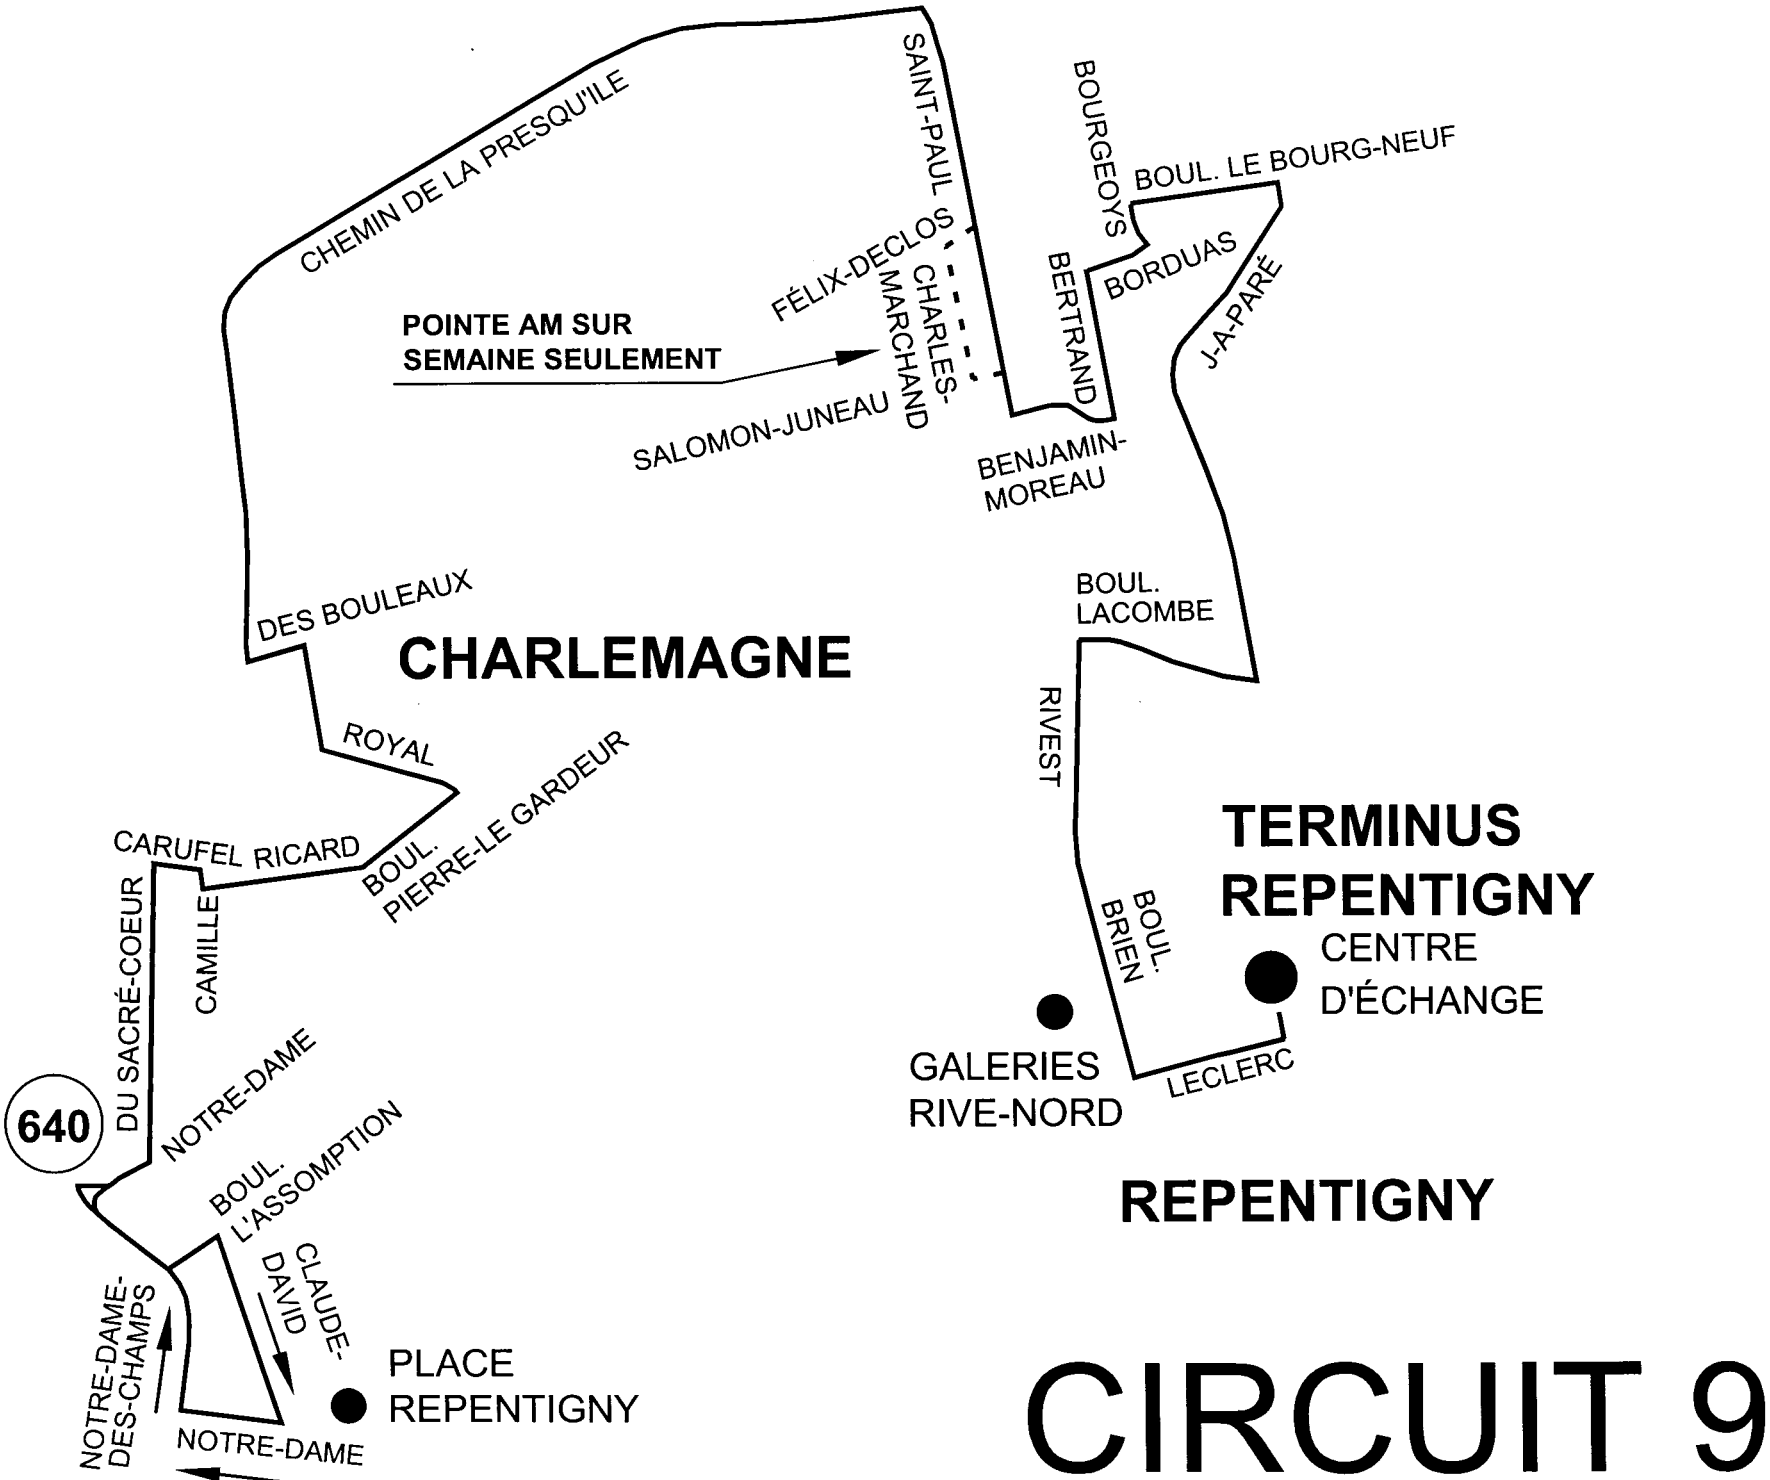 SAINT-PAUL
BOURGEOYS
BOUL. LE BOURG-NEUF
CHEMIN DE LA PRESQU'ILE
FÉLIX-DECLOS
CHARLES-
MARCHAND
BERTRAND
BORDUAS
J-A-PARÉ
POINTE AM SUR
SEMAINE SEULEMENT
SALOMON-JUNEAU
BENJAMIN-
MOREAU
DES BOULEAUX
BOUL.
LACOMBE
CHARLEMAGNE
RIVEST
ROYAL
BOUL.
PIERRE-LE GARDEUR
TERMINUS
REPENTIGNY
CENTRE
D'ÉCHANGE
CARUFEL
RICARD
DU SACRÉ-COEUR
CAMILLE
BOUL.
BRIEN
GALERIES
RIVE-NORD
LECLERC
640
NOTRE-DAME
BOUL.
L'ASSOMPTION
REPENTIGNY
CLAUDE-
DAVID
NOTRE-DAME-
DES-CHAMPS
PLACE
REPENTIGNY
NOTRE-DAME
CIRCUIT 9